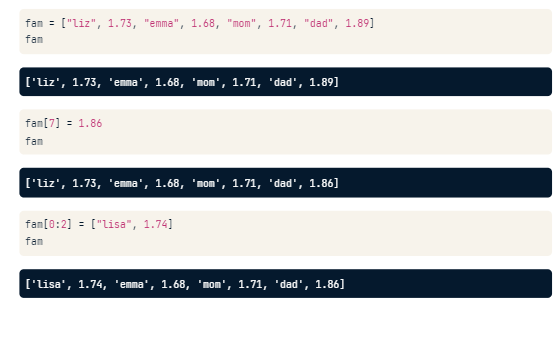 fam = ["liz", 1.73, "emma", 1.68, "mom", 1.71, "dad", 1.89]
fam
['liz', 1.73, 'emma', 1.68, 'mom', 1.71, 'dad', 1.89]
fam[7] = 1.86
fam
['liz', 1.73, 'emma', 1.68, 'mom', 1.71, 'dad', 1.86]
fam[0:2] = ["lisa", 1.74]
fam
['lisa', 1.74, 'emma', 1.68, 'mom', 1.71, 'dad', 1.86]